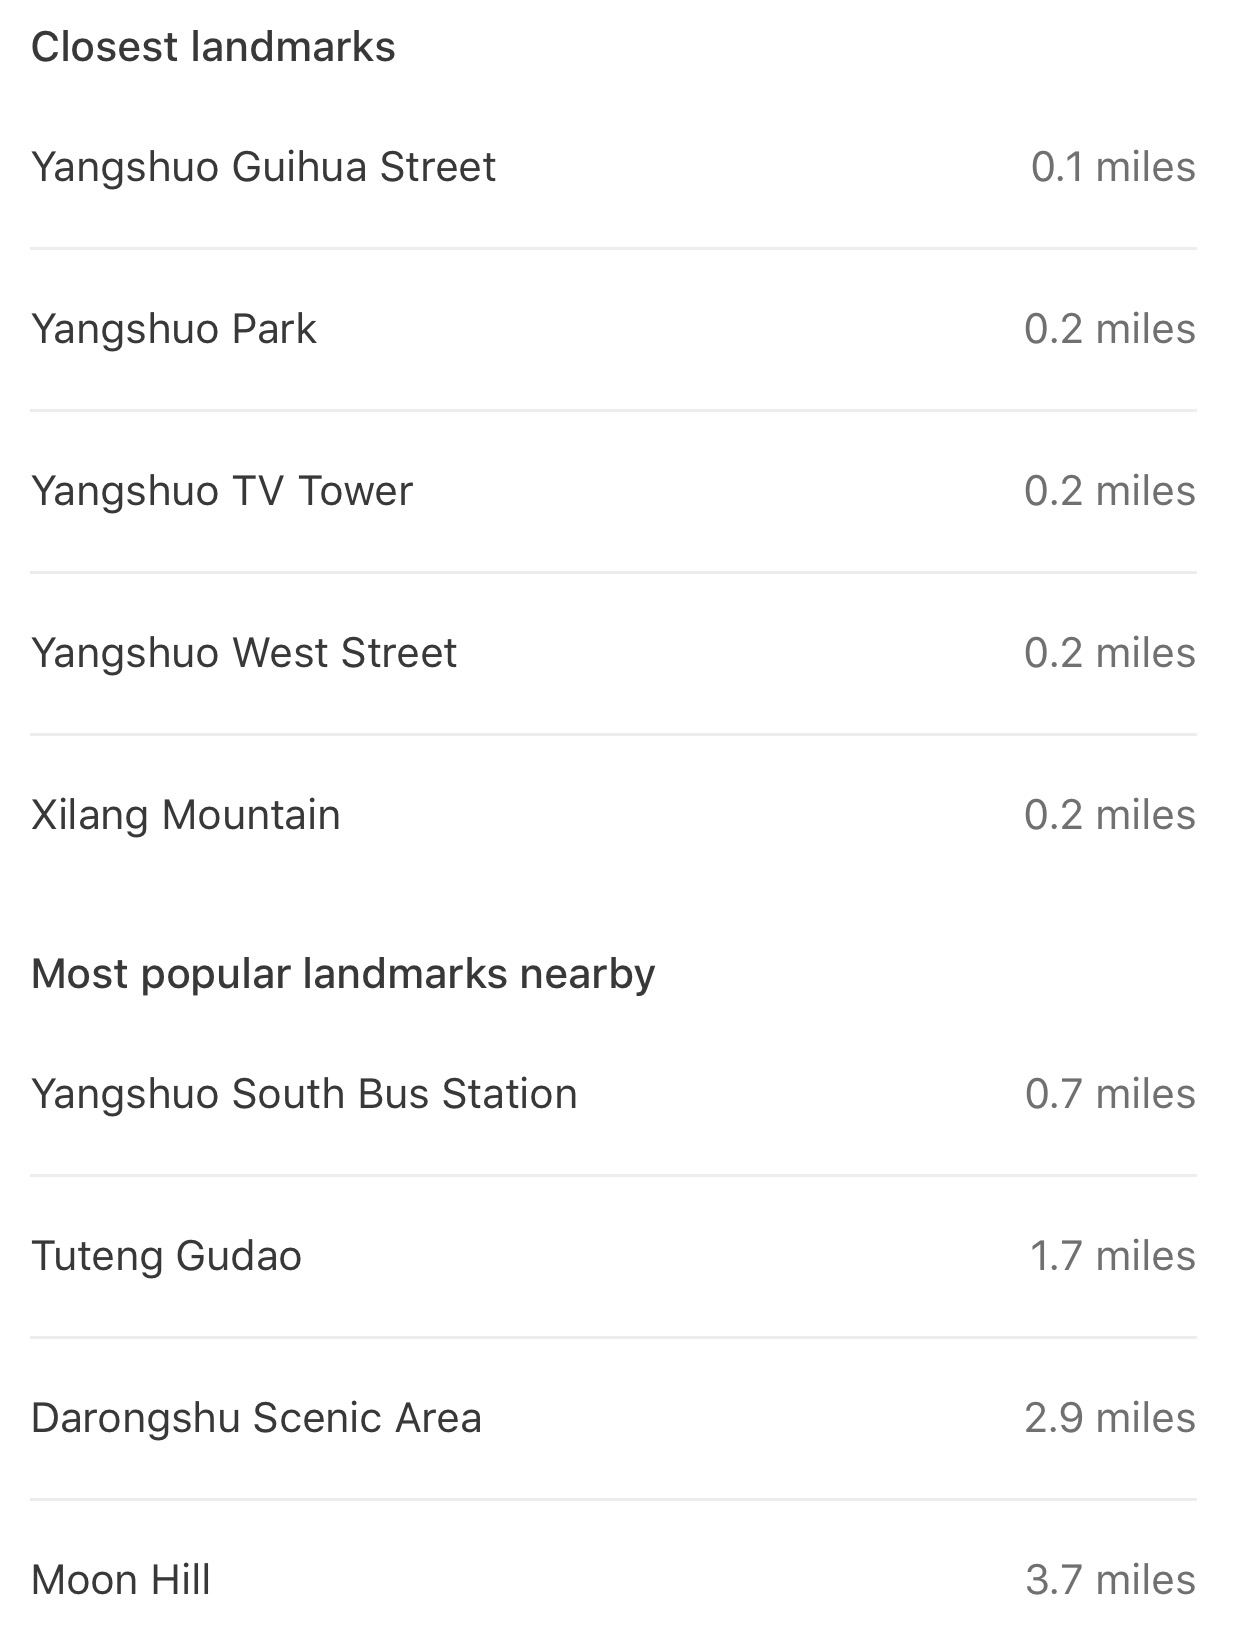 Closest landmarks
Yangshuo Guihua Street 0.1 miles
Yangshuo Park 0.2 miles
Yangshuo TV Tower 0.2 miles
Yangshuo West Street 0.2 miles
Xilang Mountain 0.2 miles
Most popular landmarks nearby
Yangshuo South Bus Station 0.7 miles
Tuteng Gudao 1.7 miles
Darongshu Scenic Area 2.9 miles
Moon Hill 3.7 miles